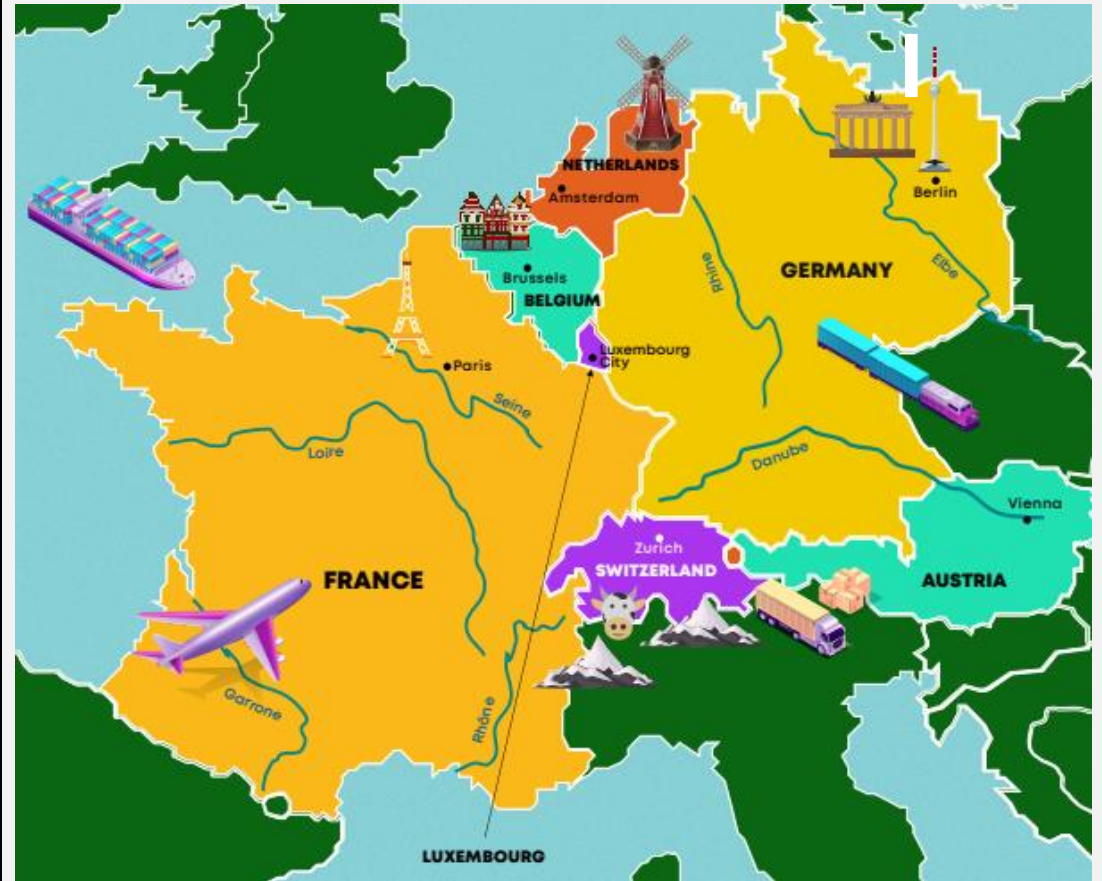 NETHERLANDS
Amsterdam
Berlin
Brussels
BELGIUM
Rhine
GERMANY
Elbe
Luxembourg
City
Paris
Seine
Loire
Danube
Vienna
Zurich
SWITZERLAND
FRANCE
AUSTRIA
Garrone
Rhône
LUXEMBOURG